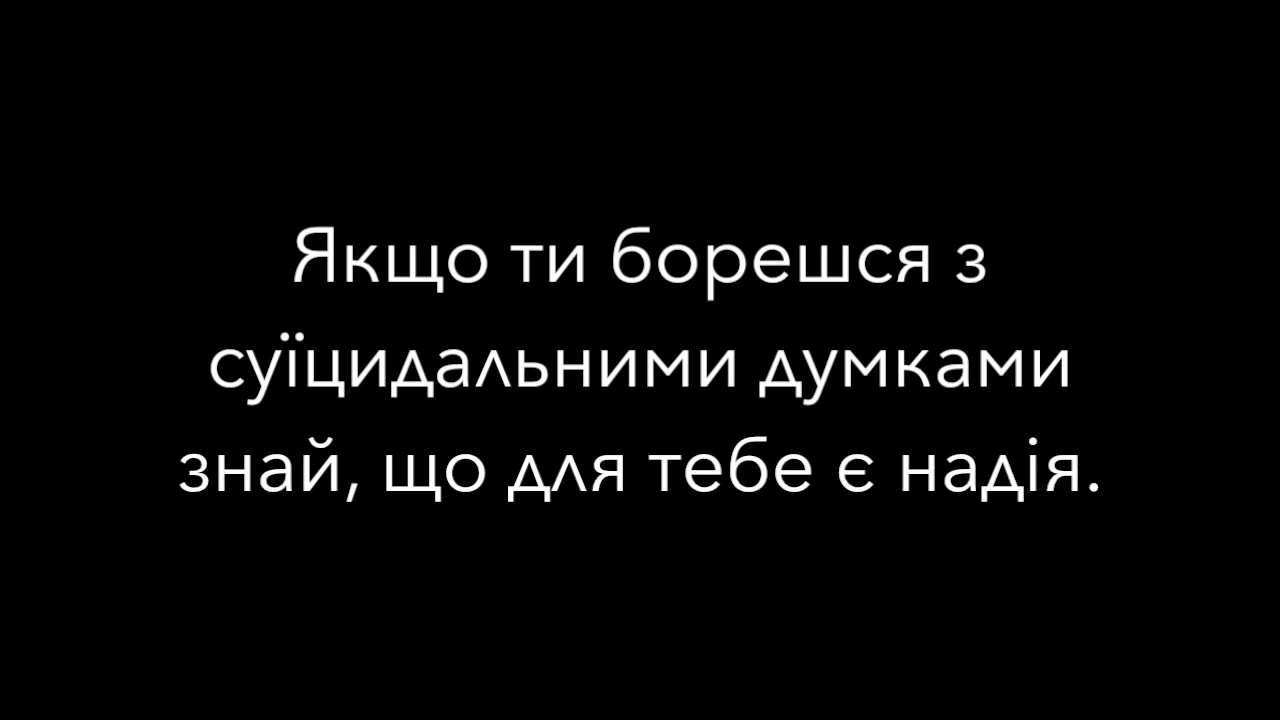 Якщо ти борешся з
суїцидальними думками
знай, що для тебе є надія.